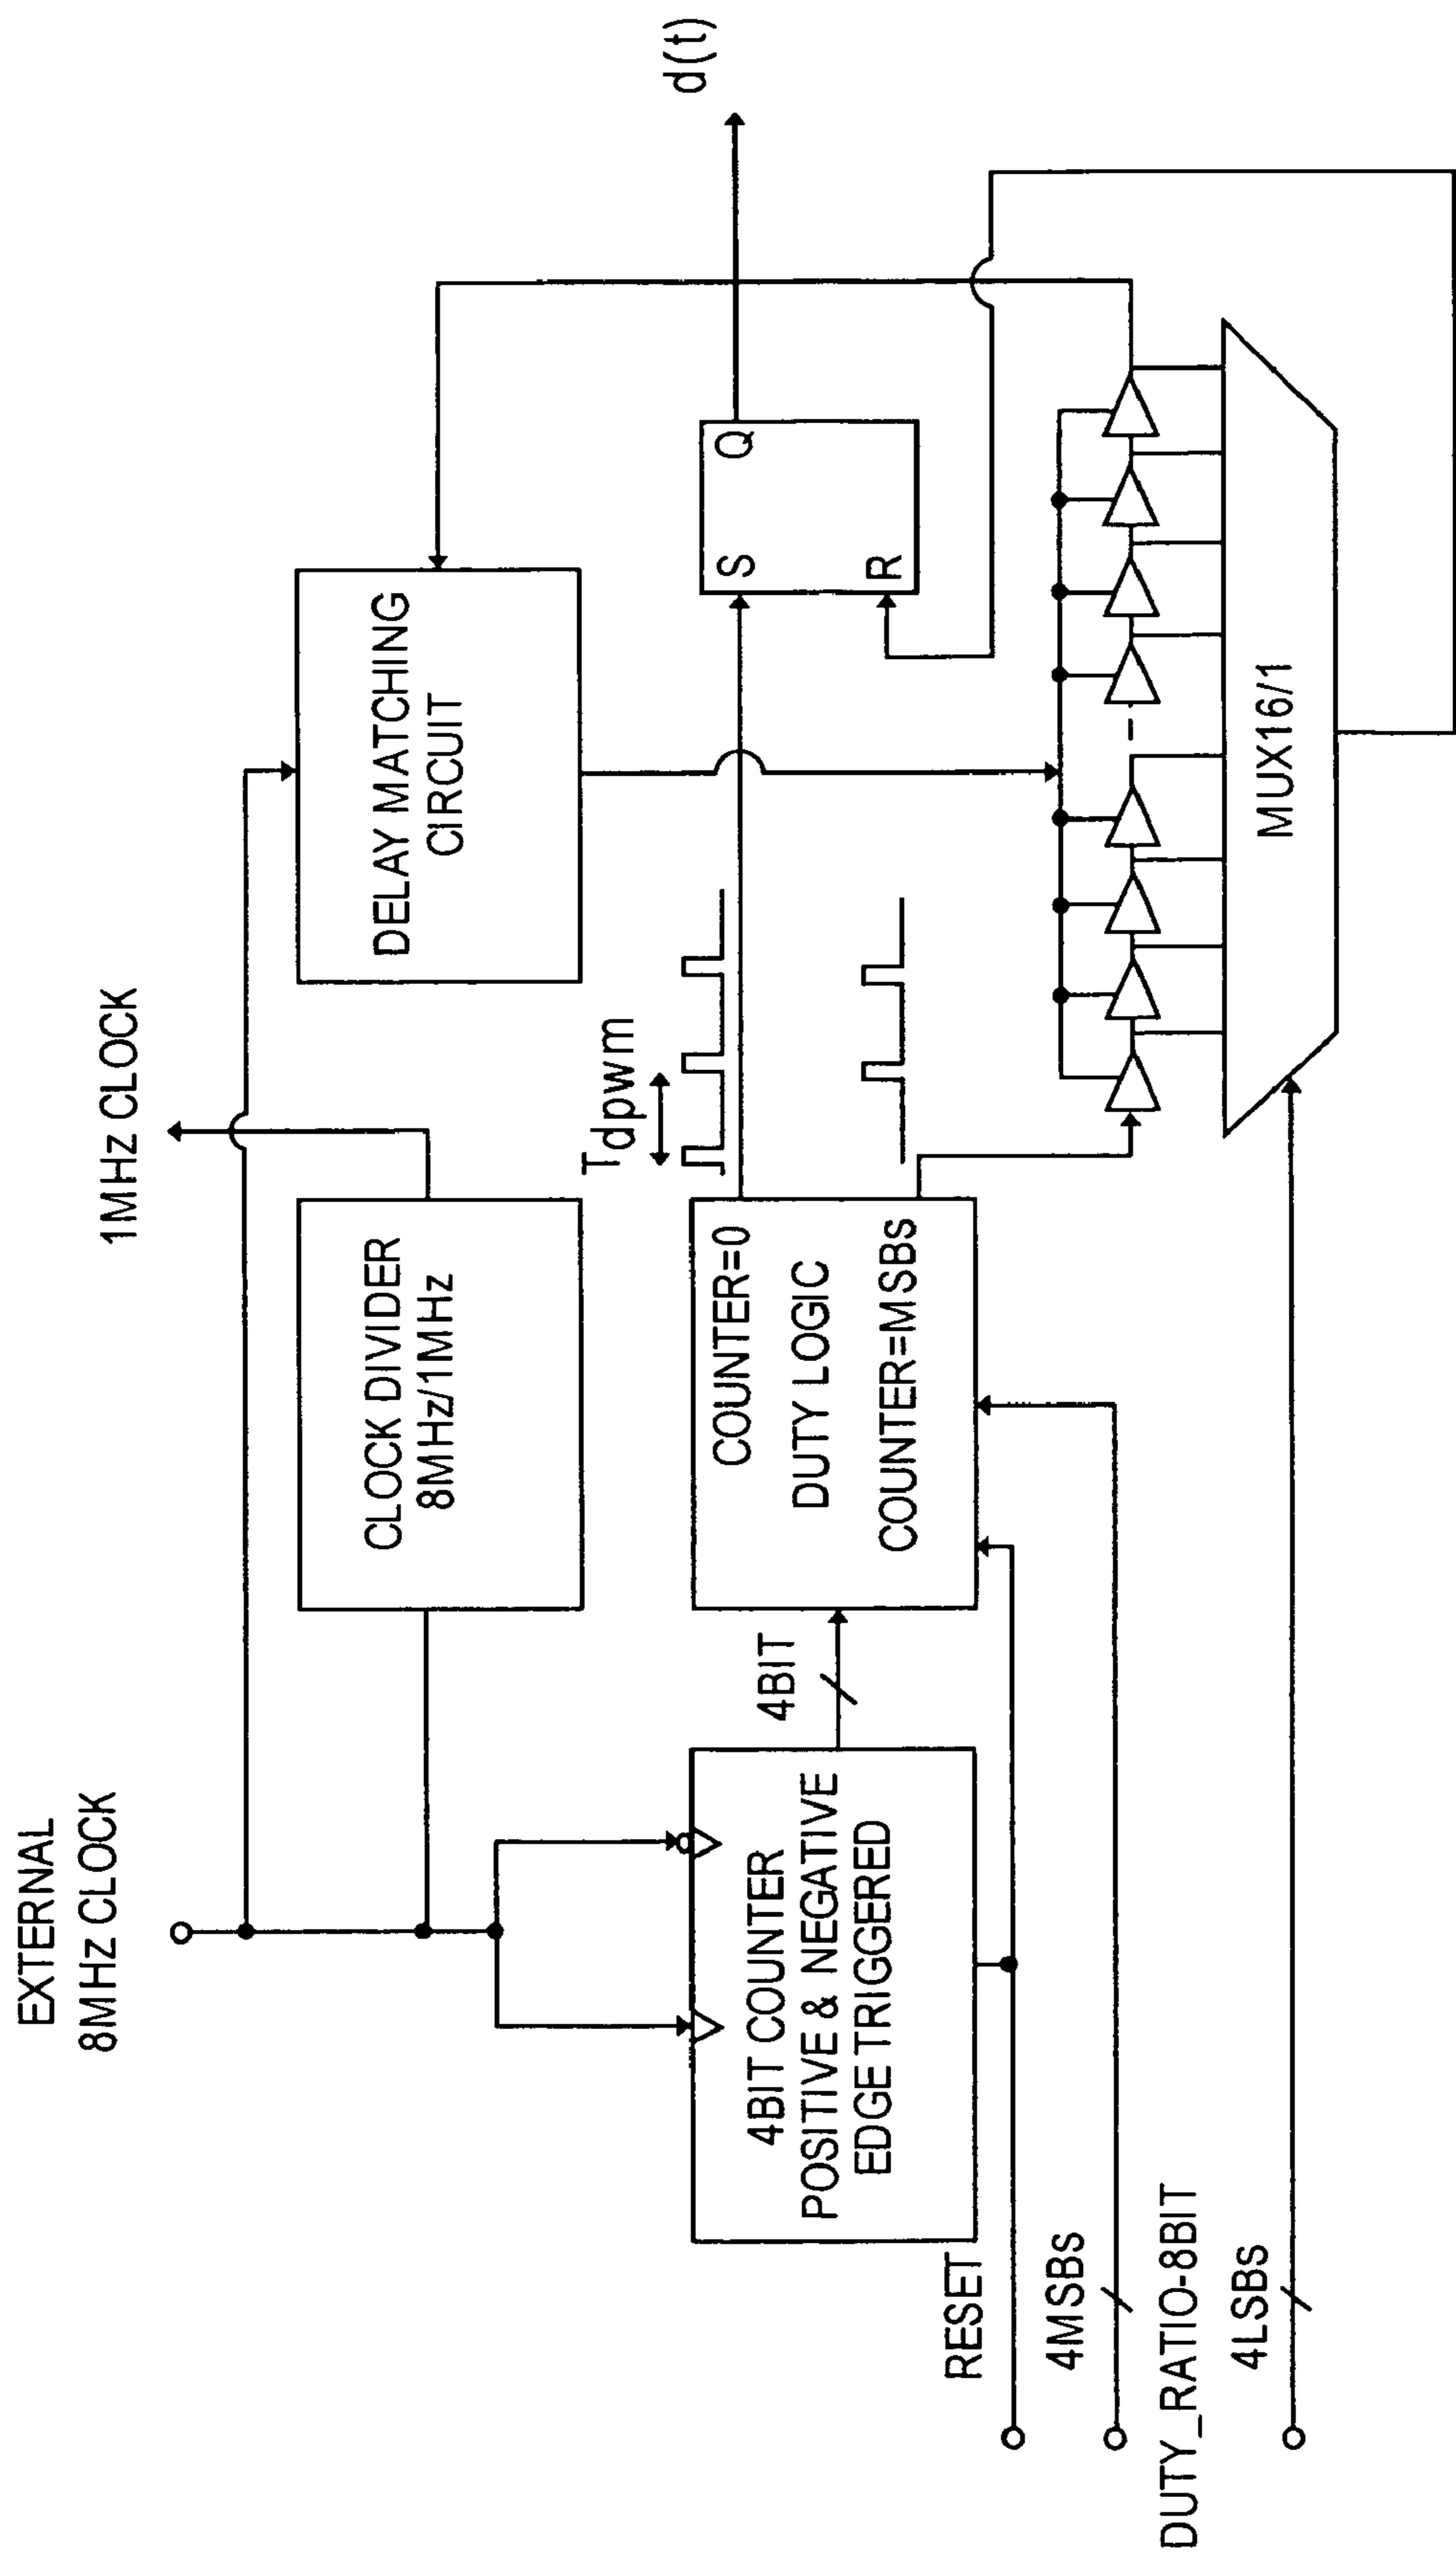 EXTERNAL
8MHz CLOCK
1MHz CLOCK
CLOCK DIVIDER
8MHz/1MHz
DELAY MATCHING
CIRCUIT
d(t)
4BIT COUNTER
POSITIVE & NEGATIVE
EDGE TRIGGERED
4BIT
COUNTER=0
DUTY LOGIC
COUNTER=MSBs
Tdpwm
S
Q
R
RESET
4MSBs
DUTY_RATIO-8BIT
4LSBs
MUX16/1